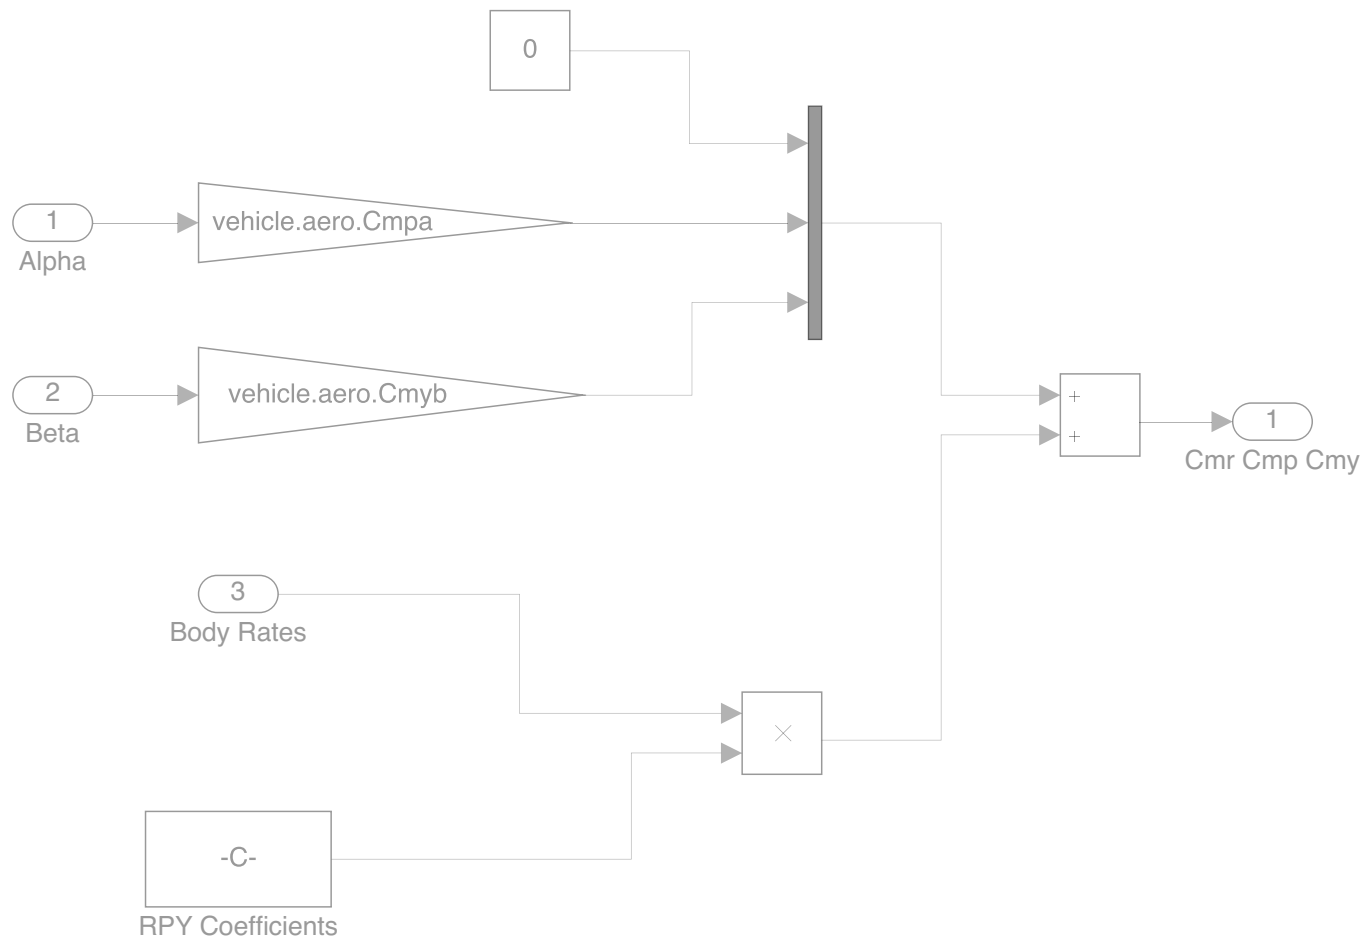 0
1
vehicle.aero.Cmpa
Alpha
2
vehicle.aero.Cmyb
Beta
+
+
1
Cmr Cmp Cmy
3
Body Rates
×
-C-
RPY Coefficients